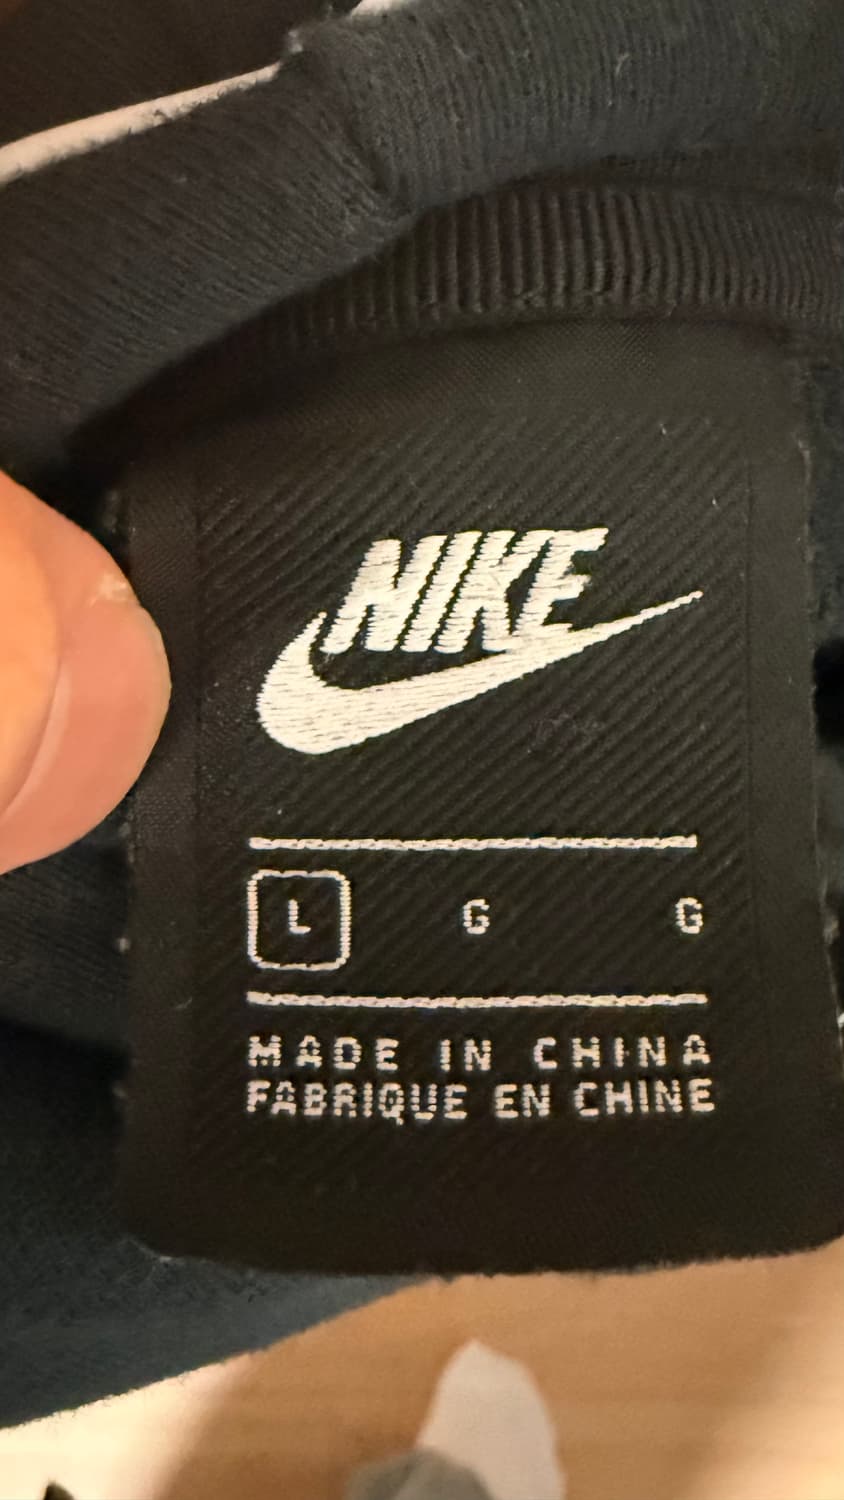 NIKE
L G G
MADE IN CHINA
FABRIQUE EN CHINE